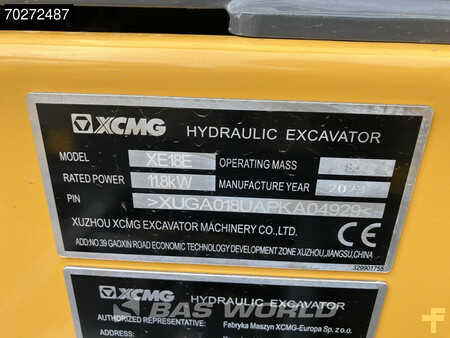 70272487
XCMG HYDRAULIC EXCAVATOR
MODEL XE18E OPERATING MASS
RATED POWER 11.8kW MANUFACTURE YEAR 2023
PIN >XUGA018UAPKA04929<
XUZHOU XCMG EXCAVATOR MACHINERY CO.,LTD.
CE
ADD:NO.39 GAOXIN ROAD ECONOMIC TECHNOLOGY DEVELOPMENT ZONE XUZHOU,JIANGSU,CHINA
329901755
XCMG HYDRAULIC EXCAVATOR
BAS WORLD
AUTHORIZED REPRESENTATIVE: Fabryka Maszyn XCMG-Europa Sp. z o.o.
ADDRESS: